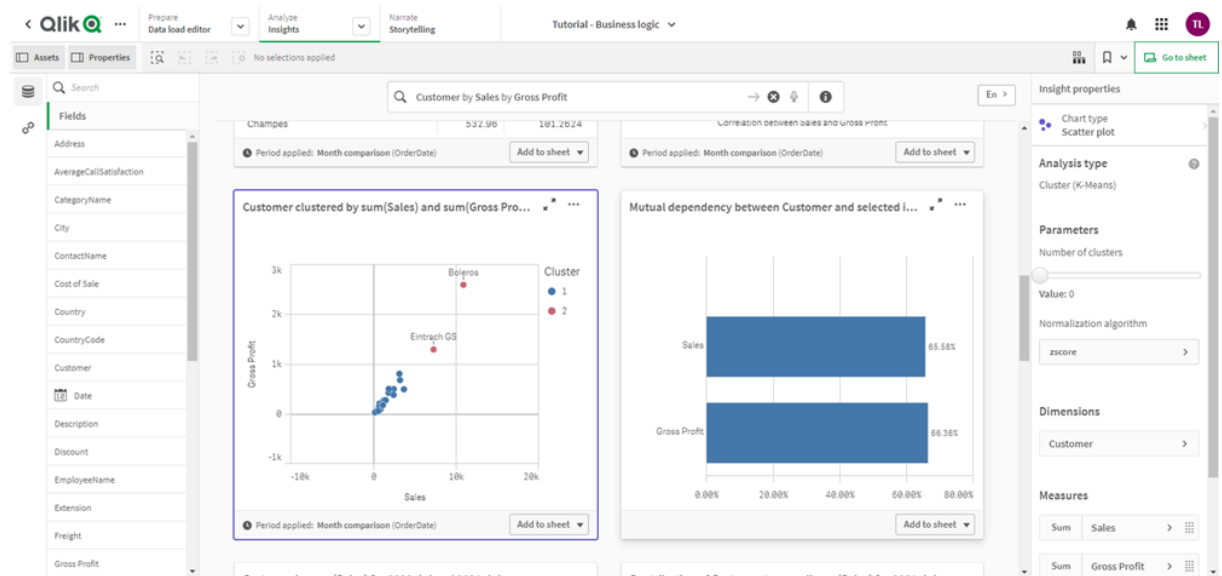 Qlik
Prepare
Data load editor
Analyze
Insights
Narrate
Storytelling
Tutorial - Business logic
TL
Assets
Properties
No selections applied
Go to sheet
Search
Fields
Address
AverageCallSatisfaction
CategoryName
City
ContactName
Cost of Sale
Country
CountryCode
Customer
12 Date
Description
Discount
EmployeeName
Extension
Freight
Gross Profit
Customer by Sales by Gross Profit
En
Champes 532.96 181.2624
Period applied: Month comparison (OrderDate)
Add to sheet
Correlation between Sales and Gross Profit
Period applied: Month comparison (OrderDate)
Add to sheet
Customer clustered by sum(Sales) and sum(Gross Pro...
3k
2k
1k
0
-1k
Gross Profit
Boleros
Eintrach GS
-10k 0 10k 20k
Sales
Cluster
1
2
Period applied: Month comparison (OrderDate)
Add to sheet
Mutual dependency between Customer and selected i...
Sales 65.58%
Gross Profit 66.36%
0.00% 20.00% 40.00% 60.00% 80.00%
Add to sheet
Insight properties
Chart type
Scatter plot
Analysis type
Cluster (K-Means)
Parameters
Number of clusters
Value: 0
Normalization algorithm
zscore
Dimensions
Customer
Measures
Sum Sales
Sum Gross Profit